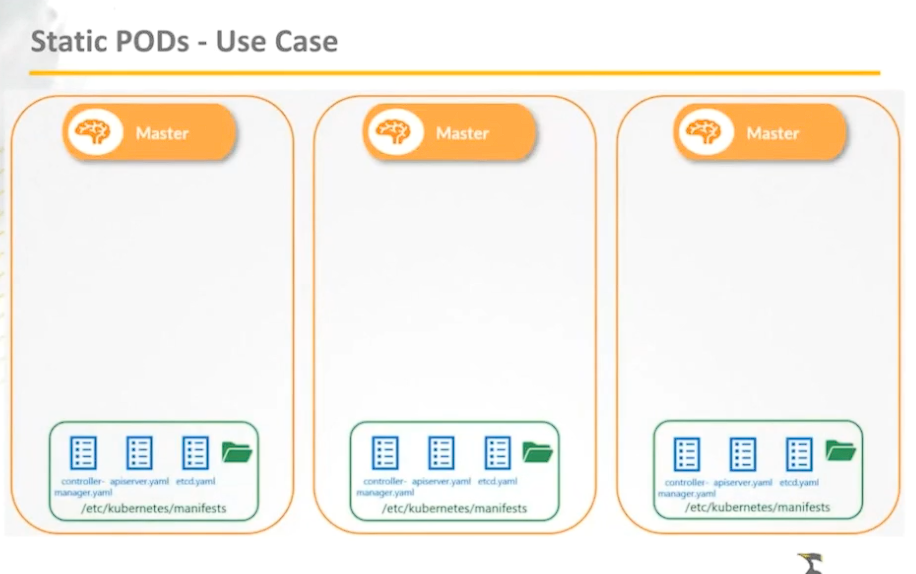 Static PODs - Use Case
Master
Master
Master
controller-manager.yaml apiserver.yaml etcd.yaml
/etc/kubernetes/manifests
controller-manager.yaml apiserver.yaml etcd.yaml
/etc/kubernetes/manifests
controller-manager.yaml apiserver.yaml etcd.yaml
/etc/kubernetes/manifests